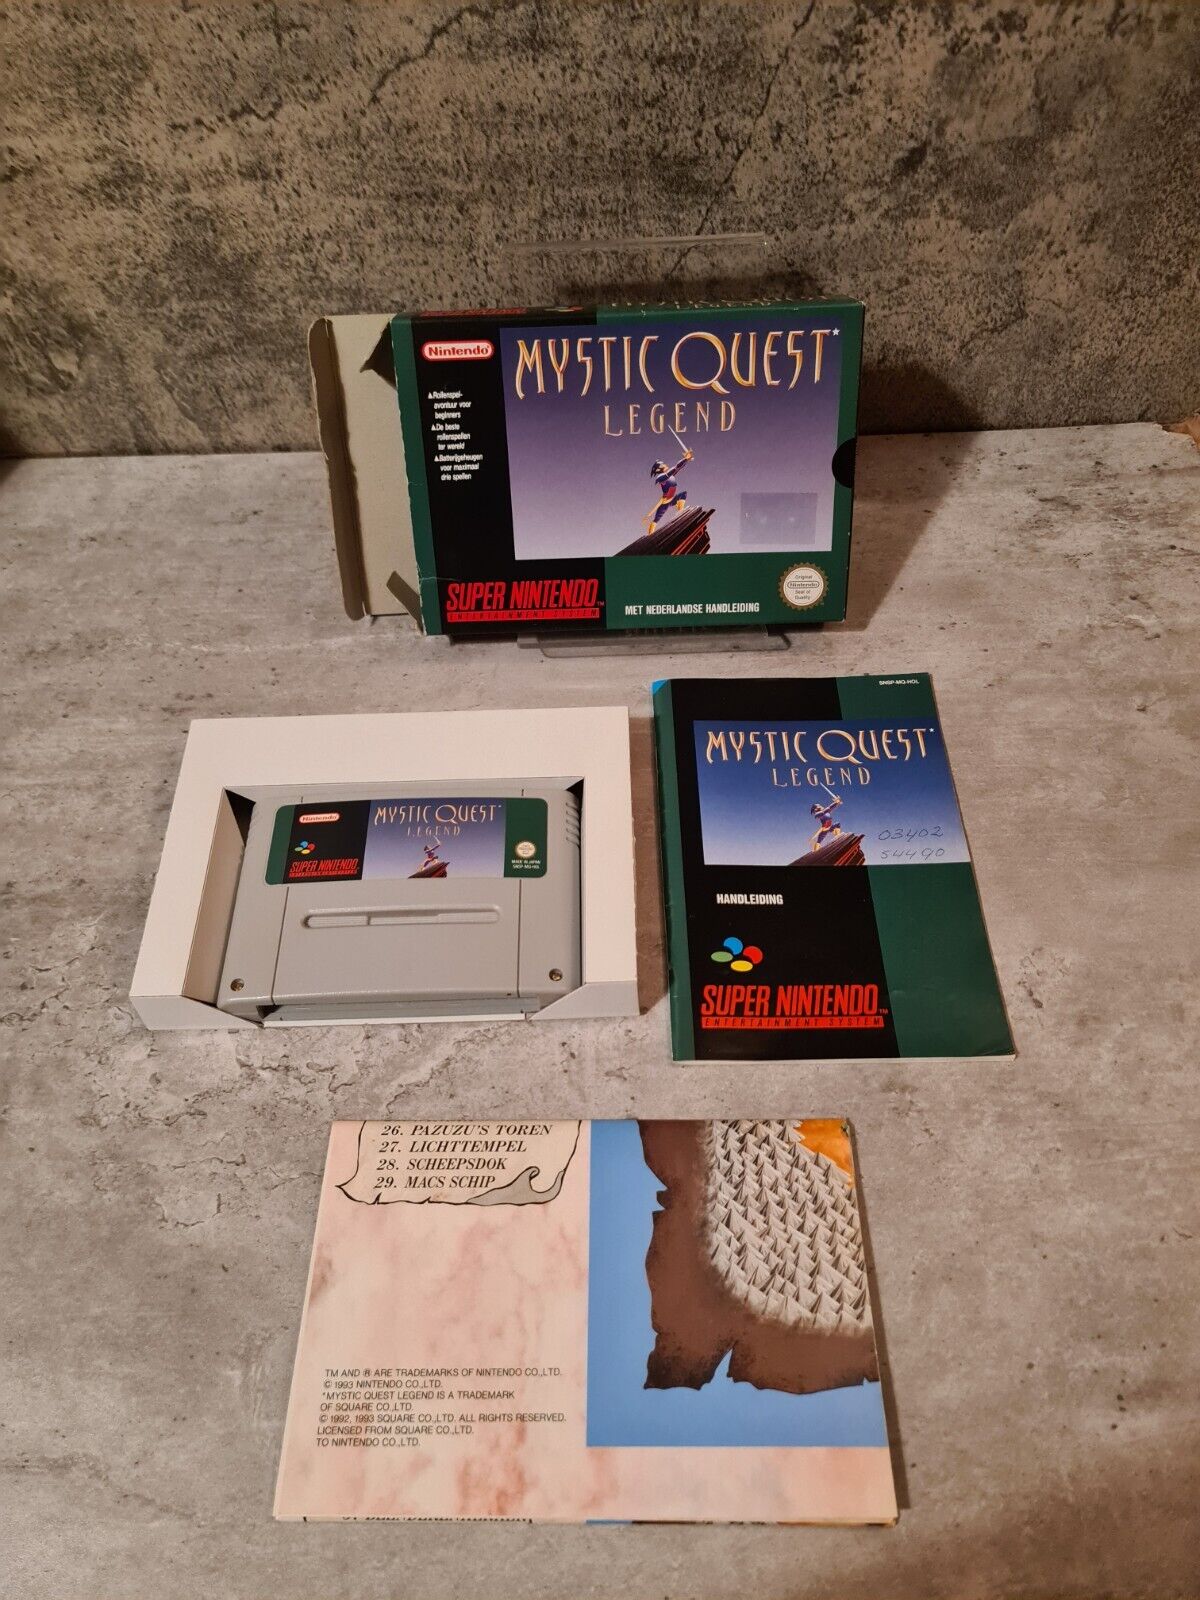 MYSTIC QUEST
LEGEND
Nintendo
MYSTIC QUEST*
LEGEND
▲Rollenspel-
avontuur voor
beginners
▲De beste
rollenspellen
ter wereld
▲Batterijgeheugen
voor maximaal
drie spellen
SUPER NINTENDO™
ENTERTAINMENT SYSTEM
MET NEDERLANDSE HANDLEIDING
Original
Nintendo
Seal of
Quality
SNSP-MQ-HOL
MYSTIC QUEST*
LEGEND
03402
54490
HANDLEIDING
SUPER NINTENDO™
ENTERTAINMENT SYSTEM
Nintendo
MYSTIC QUEST*
LEGEND
SUPER NINTENDO
ENTERTAINMENT SYSTEM
MADE IN JAPAN
SNSP-MQ-HOL
26. PAZUZU'S TOREN
27. LICHTTEMPEL
28. SCHEEPSDOK
29. MACS SCHIP
TM AND ® ARE TRADEMARKS OF NINTENDO CO.,LTD.
© 1993 NINTENDO CO.,LTD.
*MYSTIC QUEST LEGEND IS A TRADEMARK
OF SQUARE CO.,LTD.
© 1992, 1993 SQUARE CO.,LTD. ALL RIGHTS RESERVED.
LICENSED FROM SQUARE CO.,LTD.
TO NINTENDO CO.,LTD.